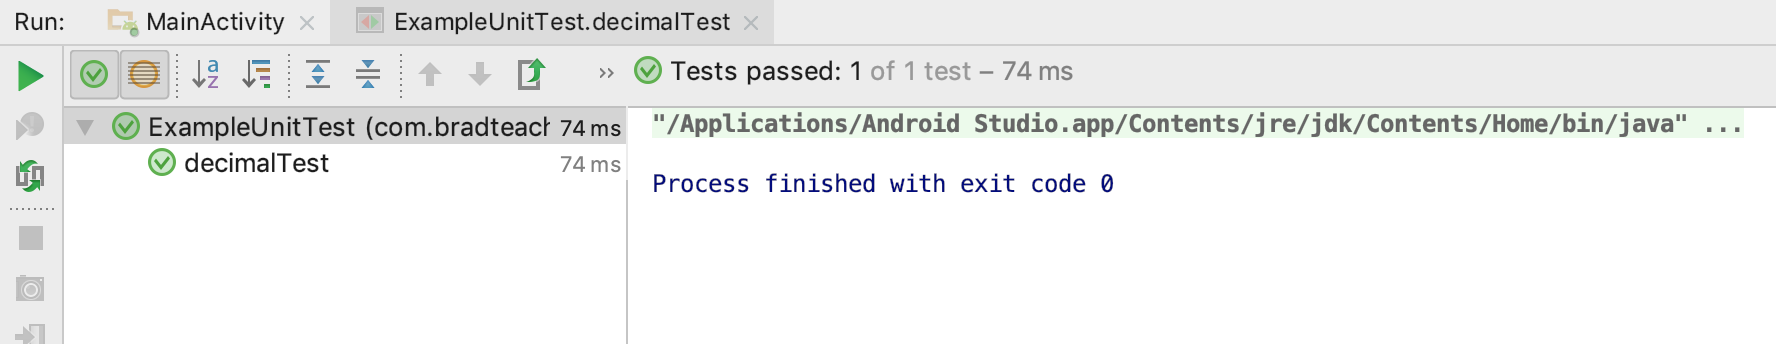 Run: MainActivity ExampleUnitTest.decimalTest
Tests passed: 1 of 1 test – 74 ms
ExampleUnitTest (com.bradteach 74 ms
decimalTest 74 ms
"/Applications/Android Studio.app/Contents/jre/jdk/Contents/Home/bin/java" ...
Process finished with exit code 0